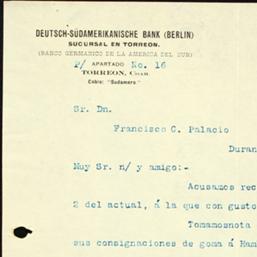 DEUTSCH-SÜDAMERIKANISCHE BANK (BERLIN)
SUCURSAL EN TORREON.
(BANCO GERMANICO DE LA AMERICA DEL SUR)
P/ APARTADO No. 16
TORREON, COAH.
Cable: "Sudamero."
Sr. Dn.
Francisco C. Palacio
Duran
Muy Sr. n/ y amigo:-
Acusamos rec
2 del actual, á la que con gusto
Tomamosnota
sus consignaciones de goma á Ham